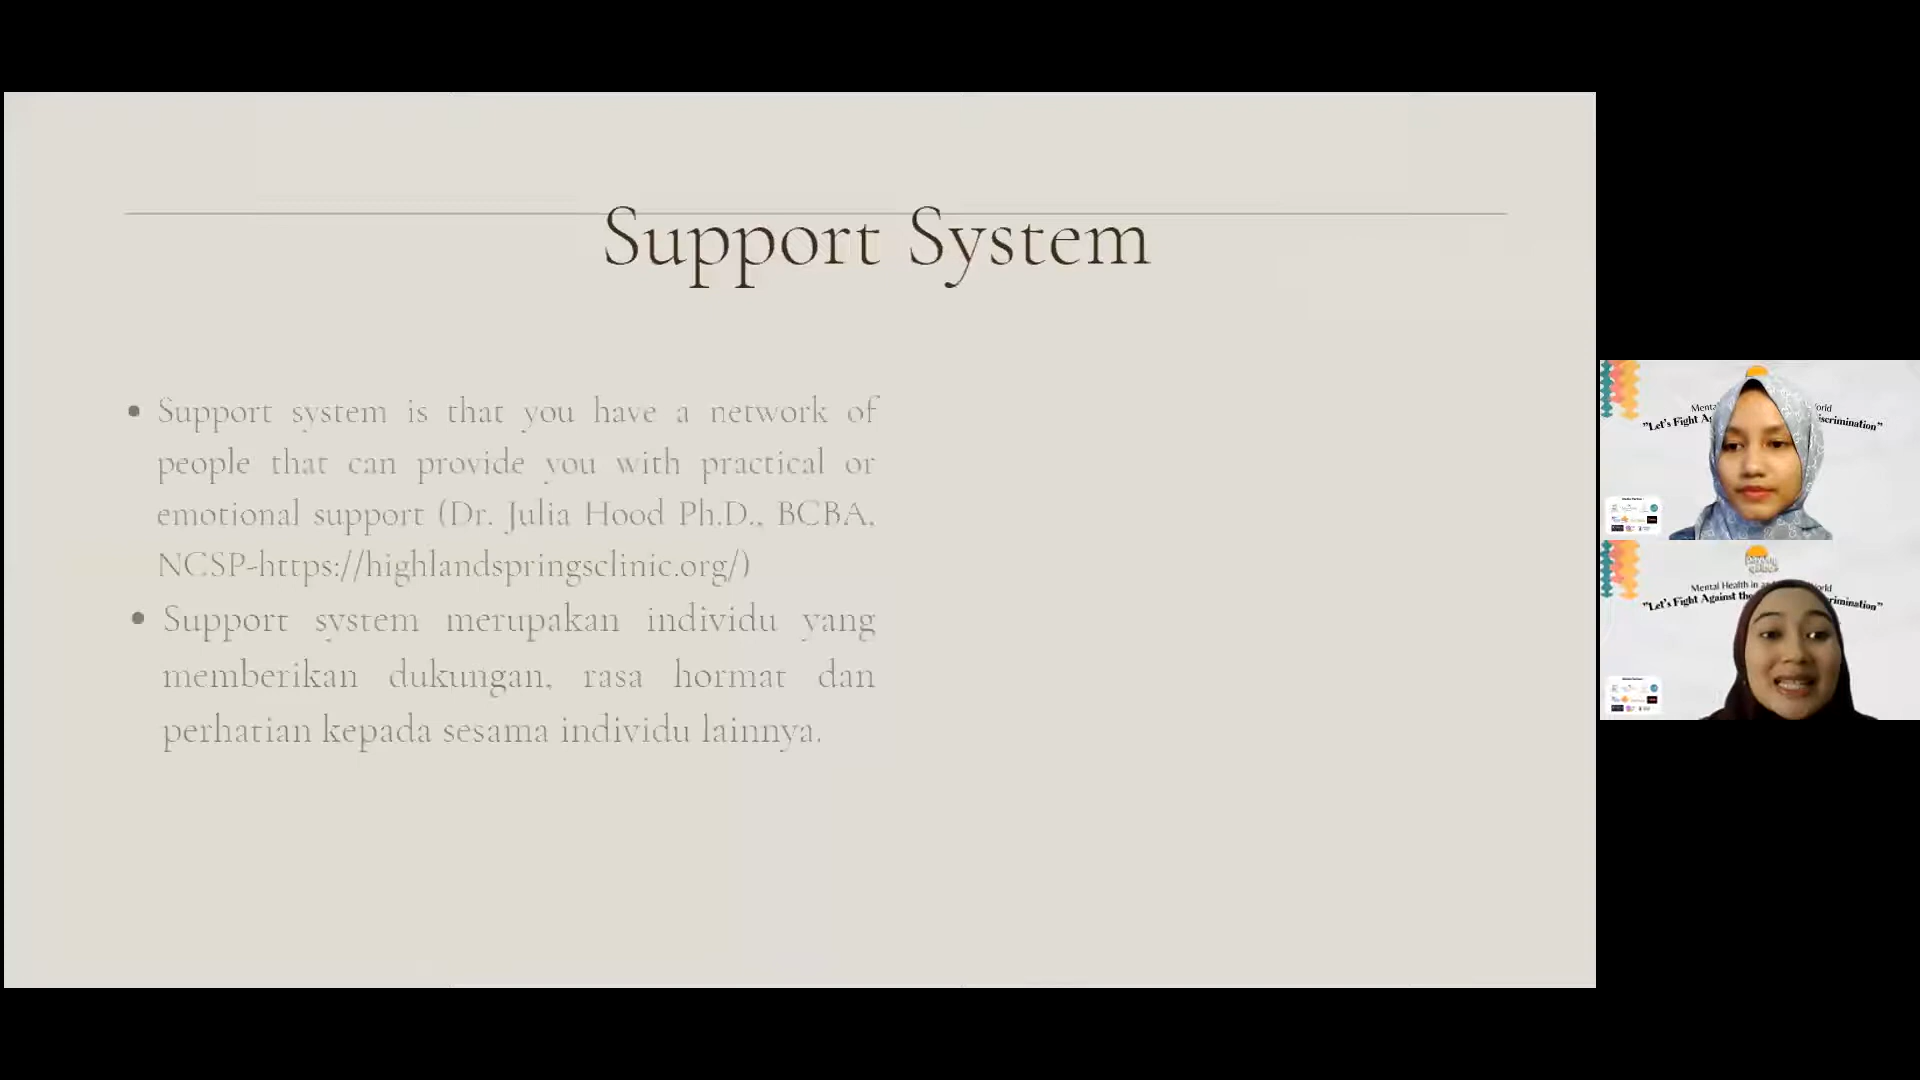 Support System
Support system is that you have a network of
people that can provide you with practical or
emotional support (Dr. Julia Hood Ph.D., BCBA,
NCSP-https://highlandspringsclinic.org/)
Support system merupakan individu yang
memberikan dukungan, rasa hormat dan
perhatian kepada sesama individu lainnya.
"Let's Fight
Mental Health in
"Let's Fight Against the